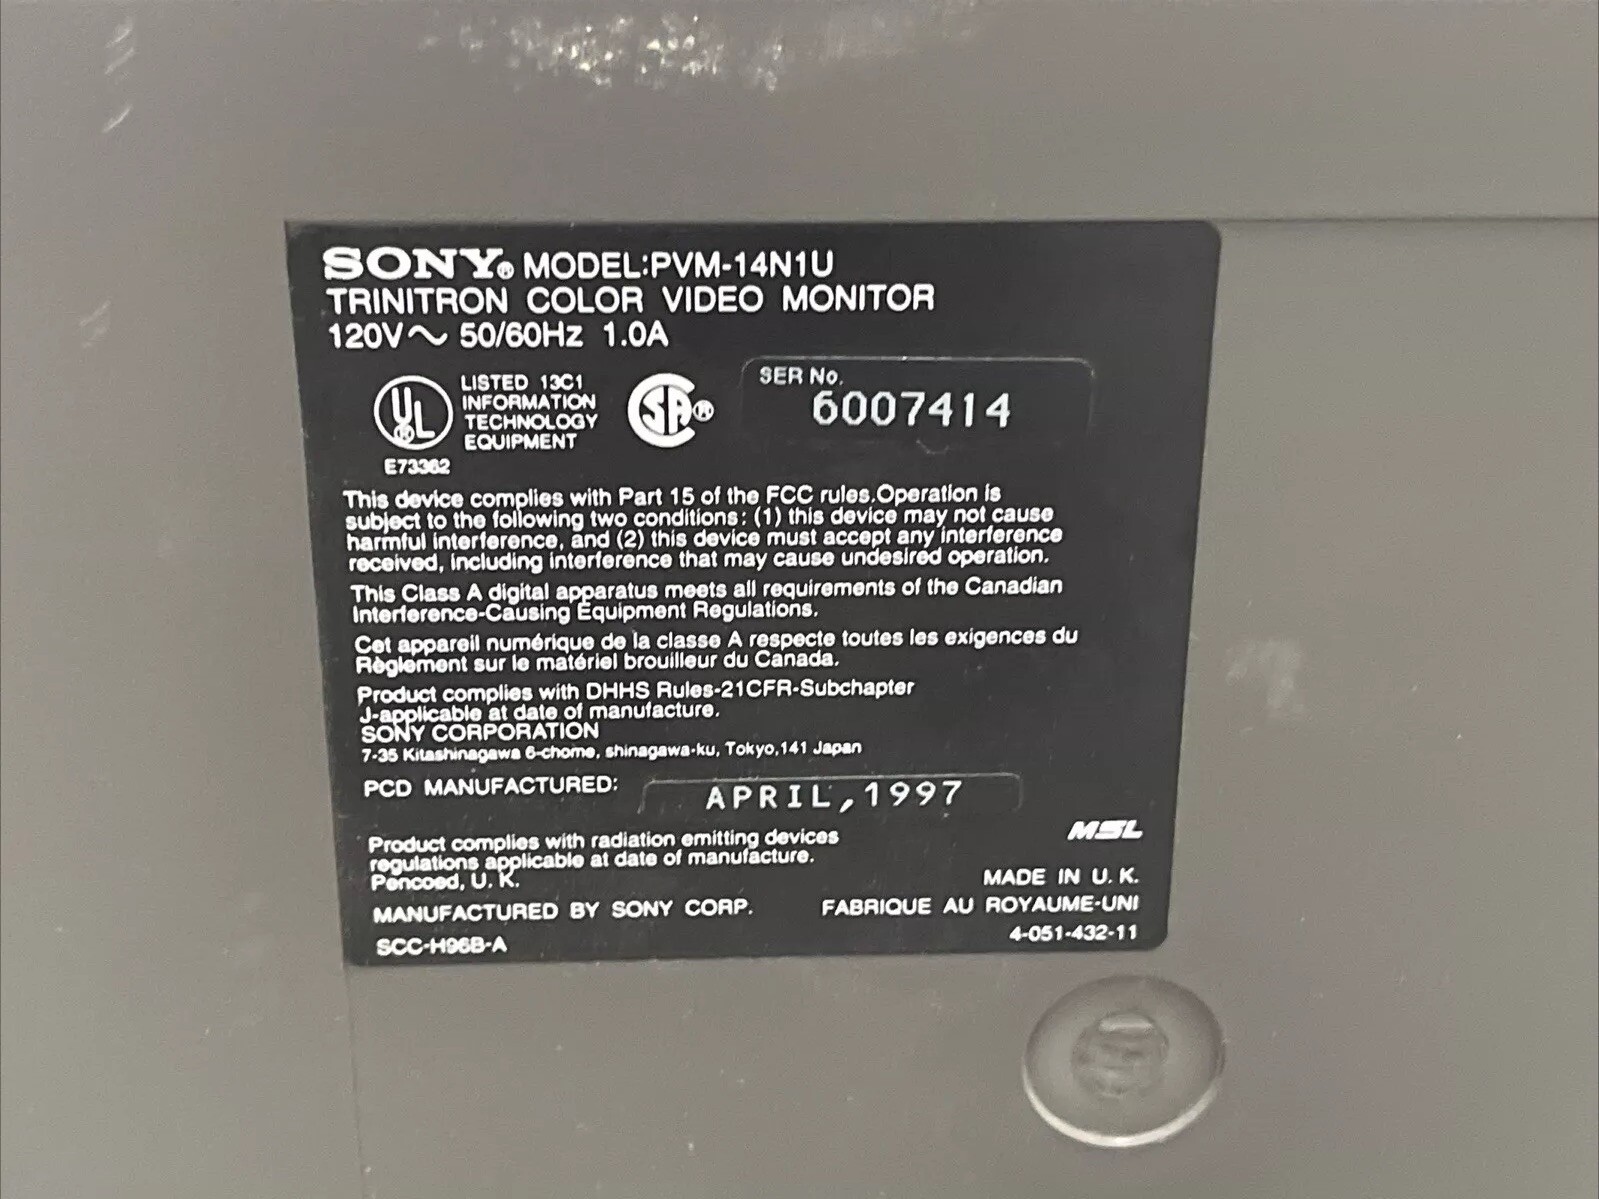 SONY® MODEL:PVM-14N1U
TRINITRON COLOR VIDEO MONITOR
120V～ 50/60Hz 1.0A
UL®
LISTED 13C1
INFORMATION
TECHNOLOGY
EQUIPMENT
E73362
SA®
SER No.
6007414
This device complies with Part 15 of the FCC rules.Operation is
subject to the following two conditions: (1) this device may not cause
harmful interference, and (2) this device must accept any interference
received, including interference that may cause undesired operation.
This Class A digital apparatus meets all requirements of the Canadian
Interference-Causing Equipment Regulations.
Cet appareil numérique de la classe A respecte toutes les exigences du
Règlement sur le matériel brouilleur du Canada.
Product complies with DHHS Rules-21CFR-Subchapter
J-applicable at date of manufacture.
SONY CORPORATION
7-35 Kitashinagawa 6-chome, shinagawa-ku, Tokyo,141 Japan
PCD MANUFACTURED:
APRIL,1997
Product complies with radiation emitting devices
regulations applicable at date of manufacture.
Pencoed, U. K.
MSL
MADE IN U. K.
MANUFACTURED BY SONY CORP.
FABRIQUE AU ROYAUME-UNI
SCC-H96B-A
4-051-432-11